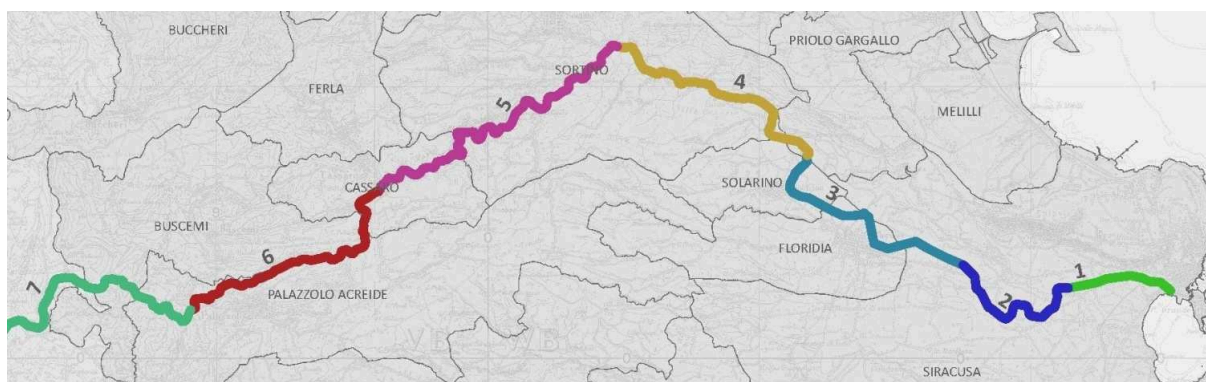 BUCCHERI
PRIOLO GARGALLO
SORTINO
4
FERLA
5
MELILLI
CASSARO
SOLARINO
3
BUSCEMI
FLORIDIA
6
1
7
PALAZZOLO ACREIDE
2
SIRACUSA